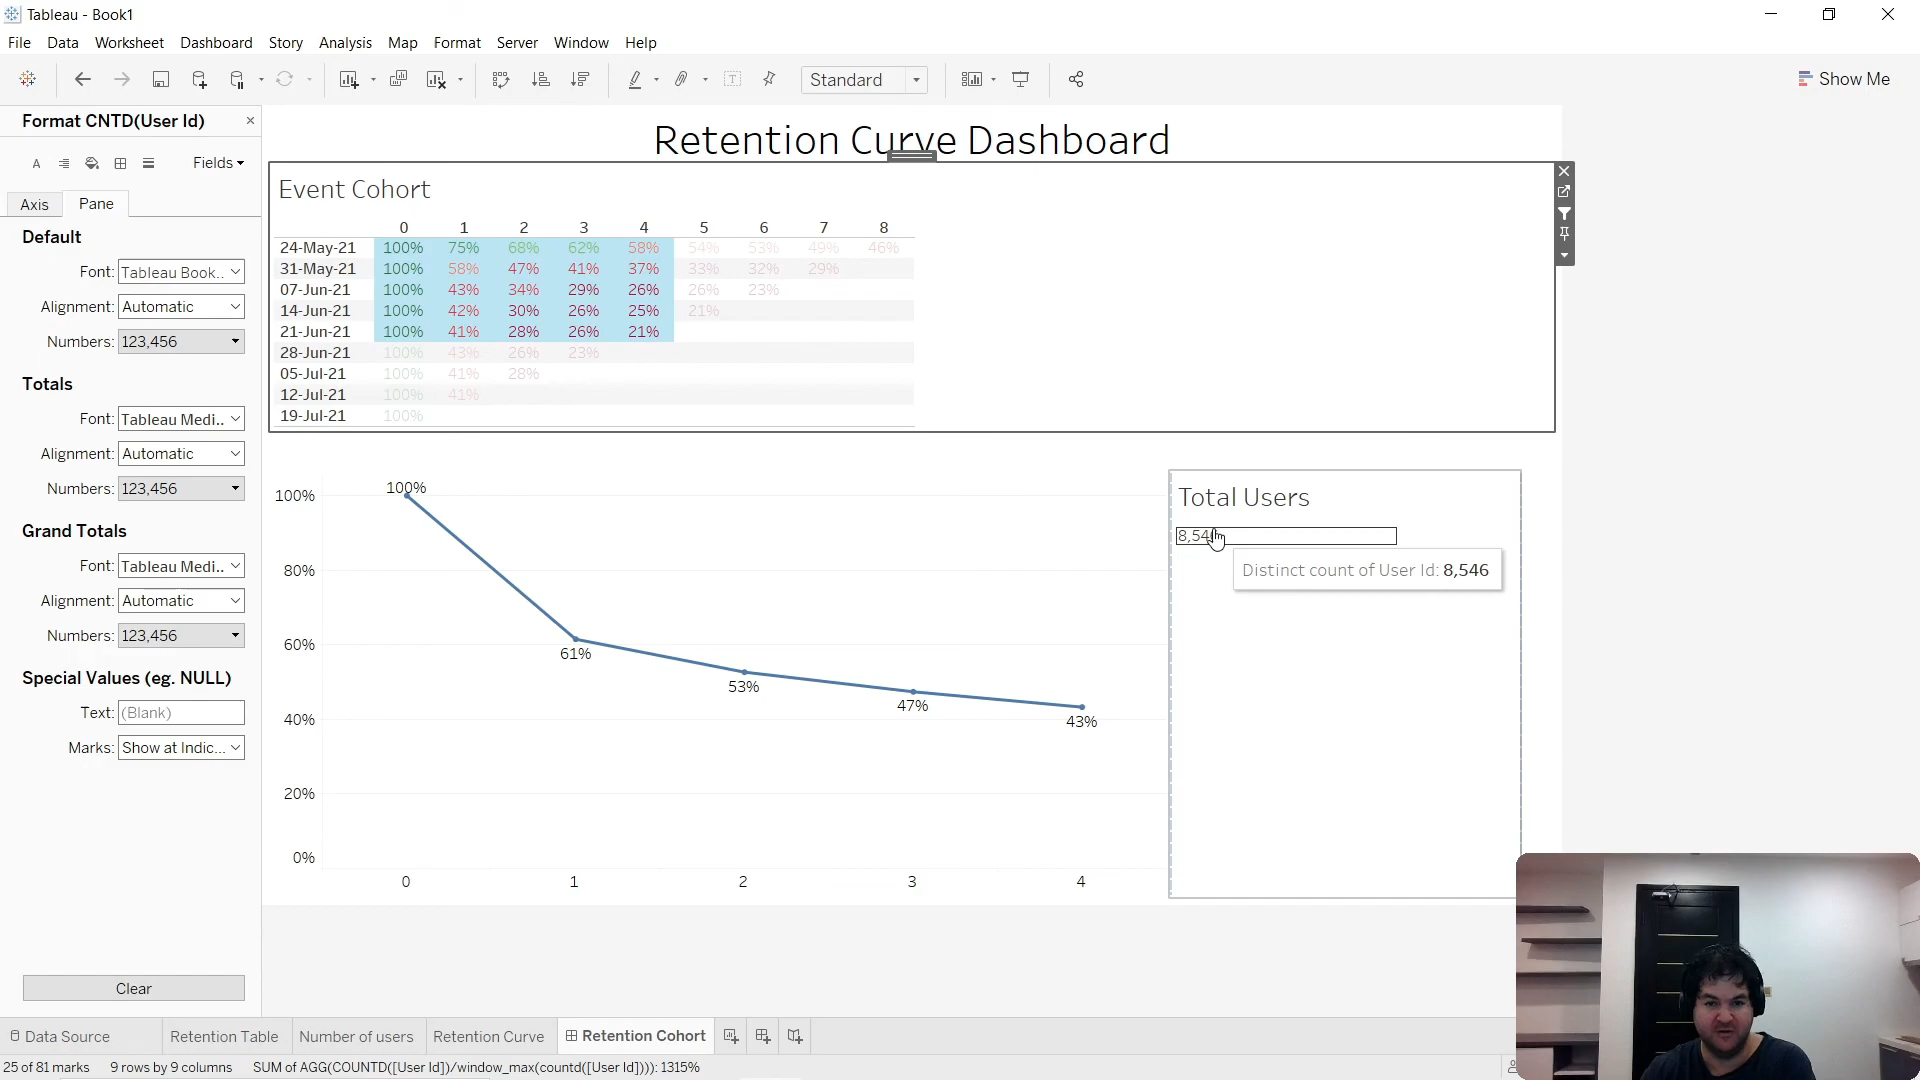 Tableau - Book1
File Data Worksheet Dashboard Story Analysis Map Format Server Window Help
Standard
Show Me
Format CNTD(User Id)
Fields
Axis Pane
Default
Font: Tableau Book..
Alignment: Automatic
Numbers: 123,456
Totals
Font: Tableau Medi..
Alignment: Automatic
Numbers: 123,456
Grand Totals
Font: Tableau Medi..
Alignment: Automatic
Numbers: 123,456
Special Values (eg. NULL)
Text: (Blank)
Marks: Show at Indic...
Clear
Retention Curve Dashboard
Event Cohort
0 1 2 3 4 5 6 7 8
24-May-21 100% 75% 68% 62% 58% 54% 53% 49% 46%
31-May-21 100% 58% 47% 41% 37% 33% 32% 29%
07-Jun-21 100% 43% 34% 29% 26% 26% 23%
14-Jun-21 100% 42% 30% 26% 25% 21%
21-Jun-21 100% 41% 28% 26% 21%
28-Jun-21 100% 43% 26% 23%
05-Jul-21 100% 41% 28%
12-Jul-21 100% 41%
19-Jul-21 100%
100%
80%
60%
40%
20%
0%
100%
61%
53%
47%
43%
0 1 2 3 4
Total Users
8,546
Distinct count of User Id: 8,546
Data Source Retention Table Number of users Retention Curve Retention Cohort
25 of 81 marks 9 rows by 9 columns SUM of AGG(COUNTD([User Id])/window_max(countd([User Id]))): 1315%